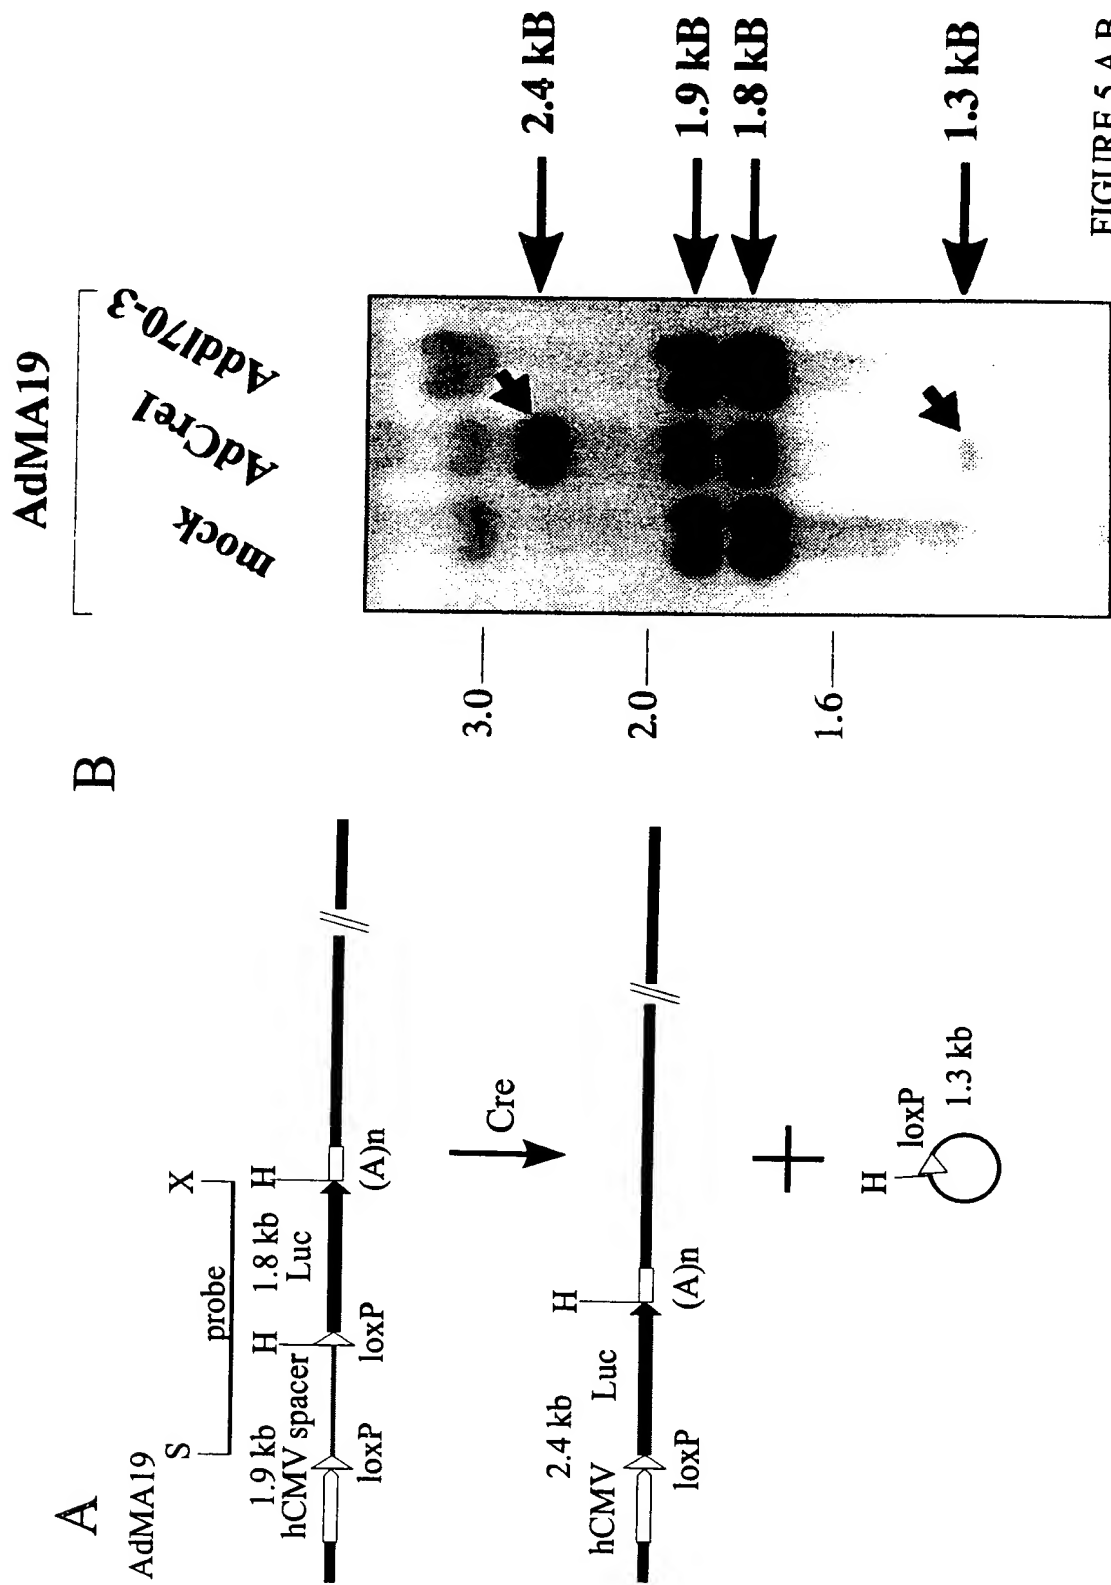 A
AdMA19
S
probe
X
1.9 kb
H
1.8 kb
H
hCMV
spacer
Luc
loxP
loxP
(A)n
Cre
2.4 kb
H
hCMV
Luc
loxP
(A)n
+
H
loxP
1.3 kb
B
AdMA19
mock
AdCre1
Addl70-3
3.0
2.0
1.6
2.4 kB
1.9 kB
1.8 kB
1.3 kB
FIGURE 5 A,B